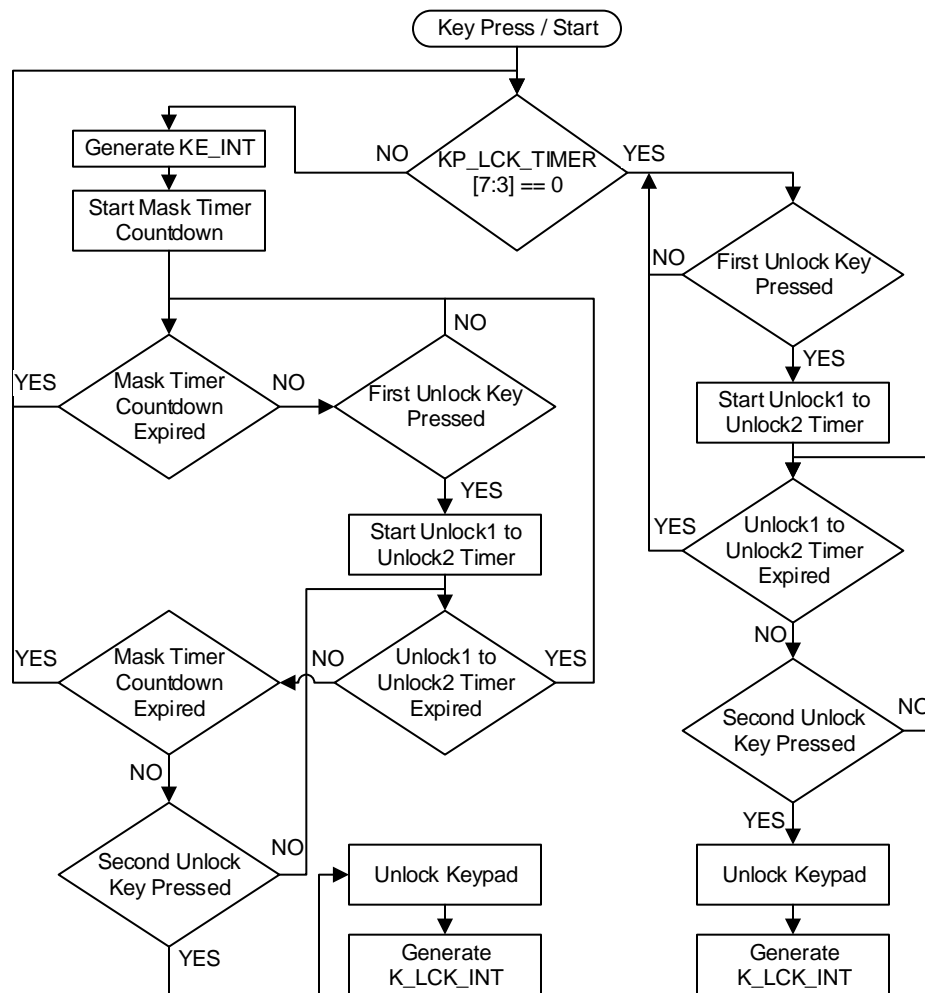 Key Press / Start
KP_LCK_TIMER
[7:3] == 0
NO
YES
Generate KE_INT
Start Mask Timer
Countdown
First Unlock Key
Pressed
NO
YES
Mask Timer
Countdown
Expired
YES
NO
First Unlock Key
Pressed
NO
YES
Start Unlock1 to
Unlock2 Timer
Start Unlock1 to
Unlock2 Timer
Unlock1 to
Unlock2 Timer
Expired
YES
NO
Mask Timer
Countdown
Expired
YES
NO
Unlock1 to
Unlock2 Timer
Expired
NO
YES
Second Unlock
Key Pressed
NO
YES
Second Unlock
Key Pressed
NO
YES
Unlock Keypad
Generate
K_LCK_INT
Unlock Keypad
Generate
K_LCK_INT